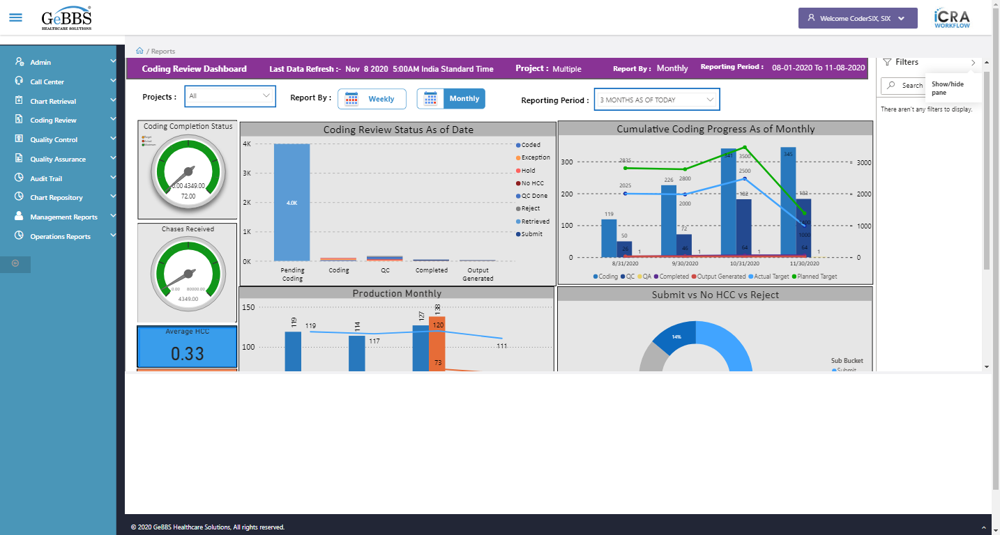 GeBBS
HEALTHCARE SOLUTIONS
Welcome CoderSIX, SIX
iCRA
WORKFLOW
Admin
Call Center
Chart Retrieval
Coding Review
Quality Control
Quality Assurance
Audit Trail
Chart Repository
Management Reports
Operations Reports
/ Reports
Coding Review Dashboard
Last Data Refresh :- Nov 8 2020 5:00AM India Standard Time
Project : Multiple
Report By : Monthly
Reporting Period : 08-01-2020 To 11-08-2020
Projects : All
Report By : Weekly Monthly
Reporting Period : 3 MONTHS AS OF TODAY
Filters
Search
Show/hide
pane
There aren't any filters to display.
Coding Completion Status
0.00 4349.00
72.00
Chases Received
0.00 80000.00
4349.00
Average HCC
0.33
Coding Review Status As of Date
4K
3K
2K
1K
0K
4.0K
Pending
Coding
Coding
QC
Completed
Output
Generated
Coded
Exception
Hold
No HCC
QC Done
Reject
Retrieved
Submit
Cumulative Coding Progress As of Monthly
300
200
100
0
3000
2000
1000
0
2835
2025
119
50
26
1
226
2800
2000
72
46
1
341
3500
2500
182
64
1
345
182
1000
64
1
8/31/2020
9/30/2020
10/31/2020
11/30/2020
Coding QC QA Completed Output Generated Actual Target Planned Target
Production Monthly
150
100
119
119
114
117
127
138
120
73
111
Submit vs No HCC vs Reject
14%
Sub Bucket
Submit
© 2020 GeBBS Healthcare Solutions, All rights reserved.